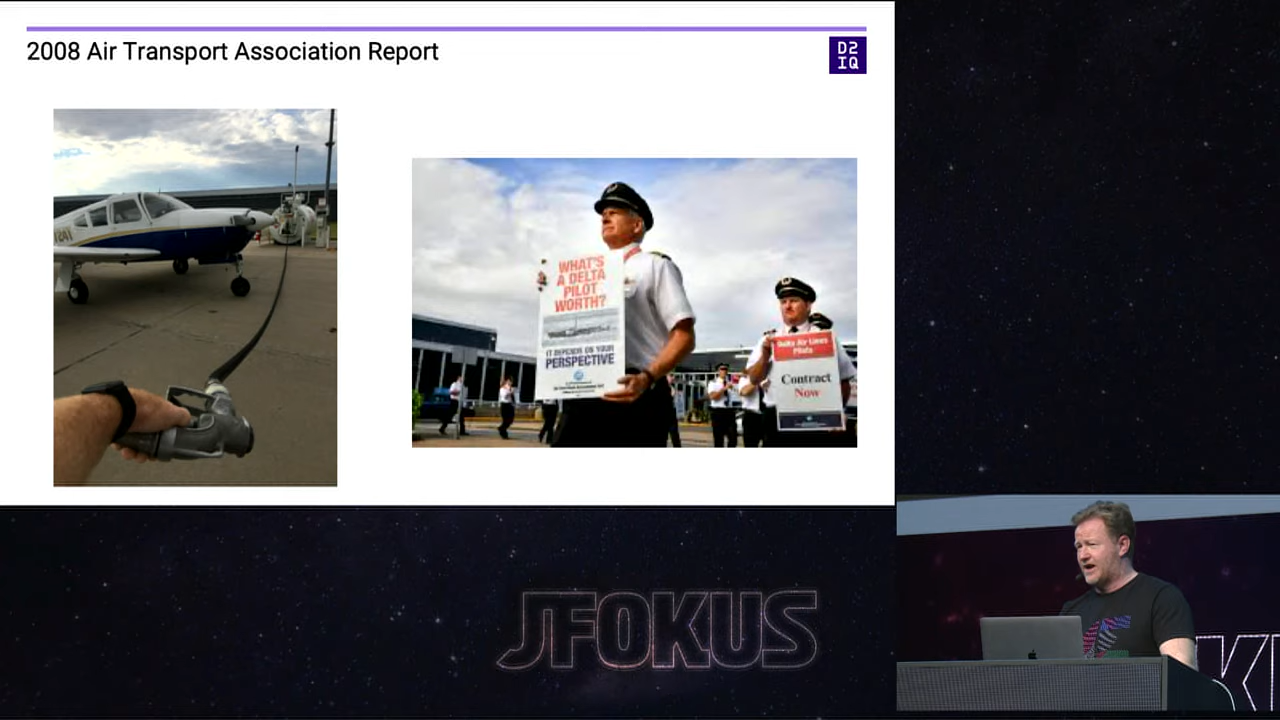 2008 Air Transport Association Report
D2
IQ
WHAT'S
A DELTA
PILOT
WORTH?
IT DEPENDS ON YOUR
PERSPECTIVE
Delta Air Lines
Pilots
Contract
Now
JFOKUS